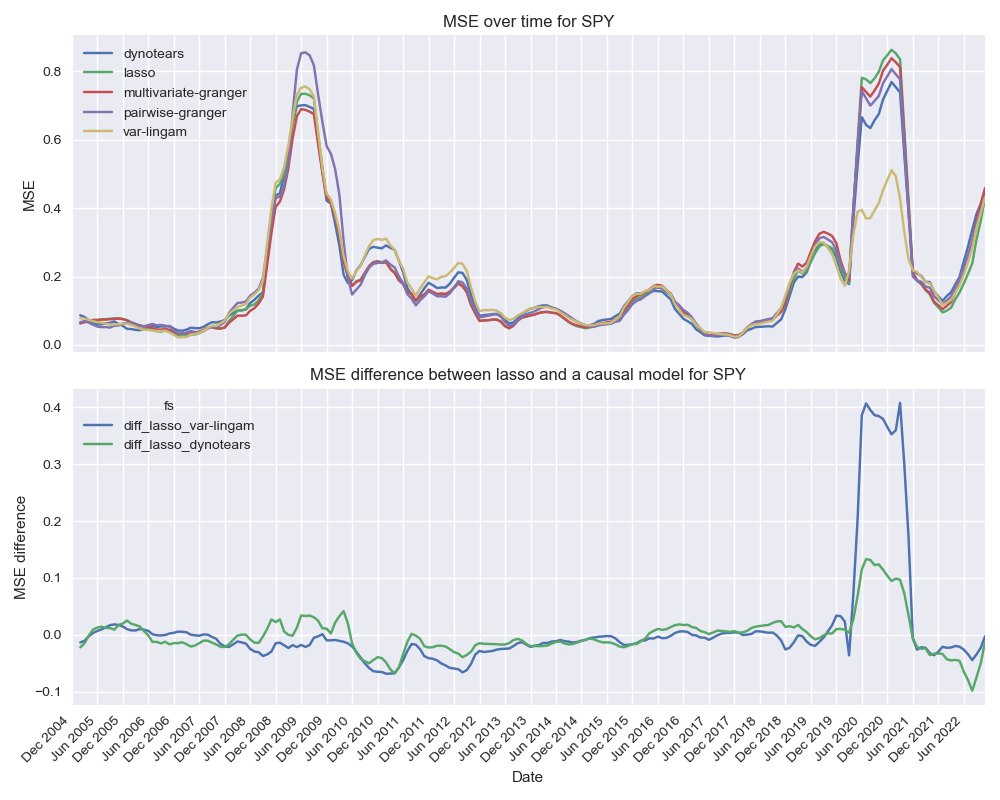 MSE over time for SPY
MSE
0.8
0.6
0.4
0.2
0.0
dynotears
lasso
multivariate-granger
pairwise-granger
var-lingam
MSE difference between lasso and a causal model for SPY
MSE difference
0.4
0.3
0.2
0.1
0.0
−0.1
fs
diff_lasso_var-lingam
diff_lasso_dynotears
Dec 2004
Jun 2005
Dec 2005
Jun 2006
Dec 2006
Jun 2007
Dec 2007
Jun 2008
Dec 2008
Jun 2009
Dec 2009
Jun 2010
Dec 2010
Jun 2011
Dec 2011
Jun 2012
Dec 2012
Jun 2013
Dec 2013
Jun 2014
Dec 2014
Jun 2015
Dec 2015
Jun 2016
Dec 2016
Jun 2017
Dec 2017
Jun 2018
Dec 2018
Jun 2019
Dec 2019
Jun 2020
Dec 2020
Jun 2021
Dec 2021
Jun 2022
Date